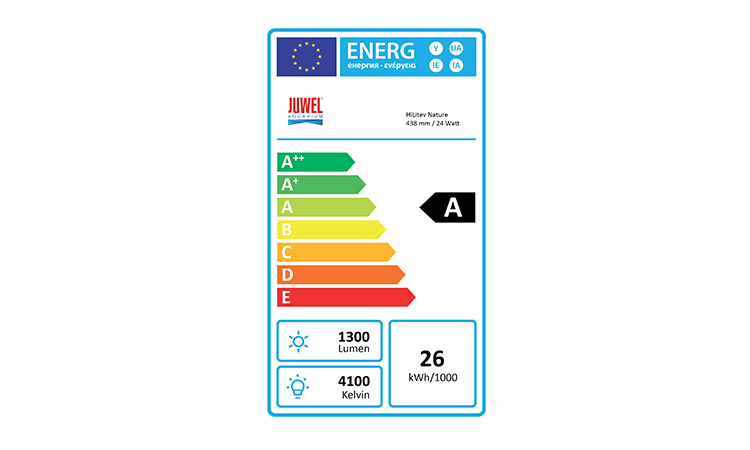 ENERG
енергия · ενέργεια
Y
IJA
IE
IA
JUWEL
AQUARIUM
HiLitev Nature
438 mm / 24 Watt
A++
A+
A
B
C
D
E
A
1300
Lumen
4100
Kelvin
26
kWh/1000